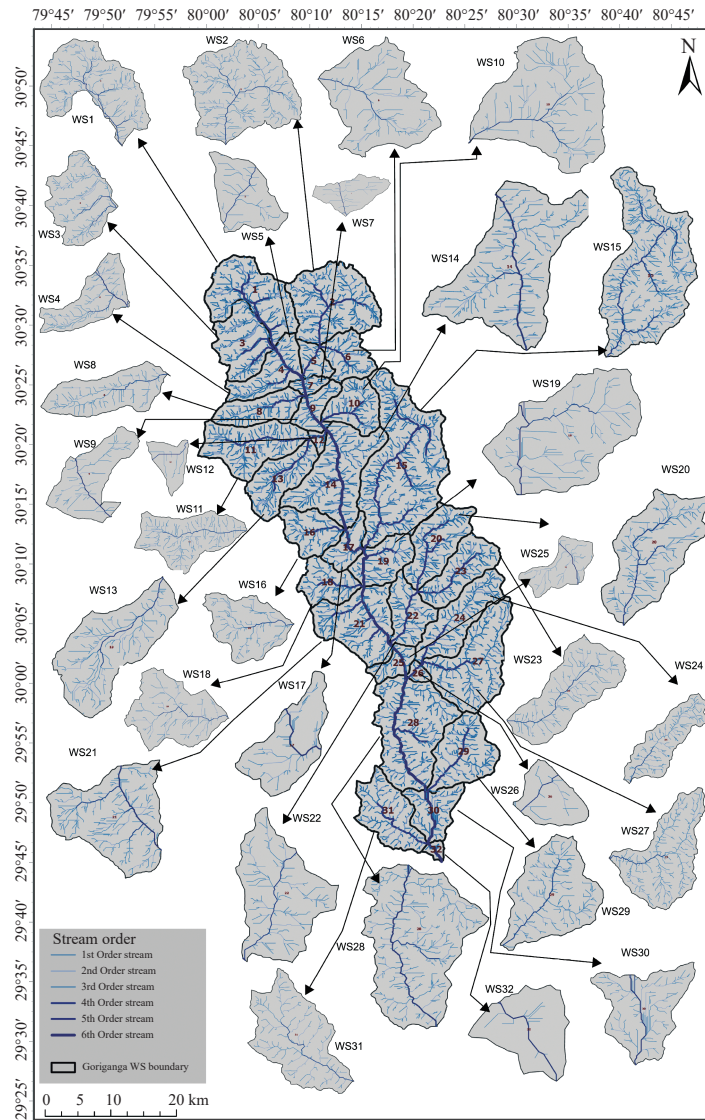 79°45' 79°50' 79°55' 80°00' 80°05' 80°10' 80°15' 80°20' 80°25' 80°30' 80°35' 80°40' 80°45'
30°50'
30°45'
30°40'
30°35'
30°30'
30°25'
30°20'
30°15'
30°10'
30°05'
30°00'
29°55'
29°50'
29°45'
29°40'
29°35'
29°30'
29°25'
N
WS1
WS2
WS6
WS10
WS3
WS5
WS7
WS4
WS14
WS15
WS8
WS19
WS9
WS12
WS20
WS11
WS25
WS13
WS16
WS18
WS17
WS23
WS24
WS21
WS22
WS26
WS27
WS28
WS29
WS30
WS31
WS32
1
2
3
4
5
6
7
8
9
10
11
12
13
14
15
16
17
18
19
20
21
22
23
24
25
26
27
28
29
30
31
32
Stream order
1st Order stream
2nd Order stream
3rd Order stream
4th Order stream
5th Order stream
6th Order stream
Goriganga WS boundary
0 10 20 km